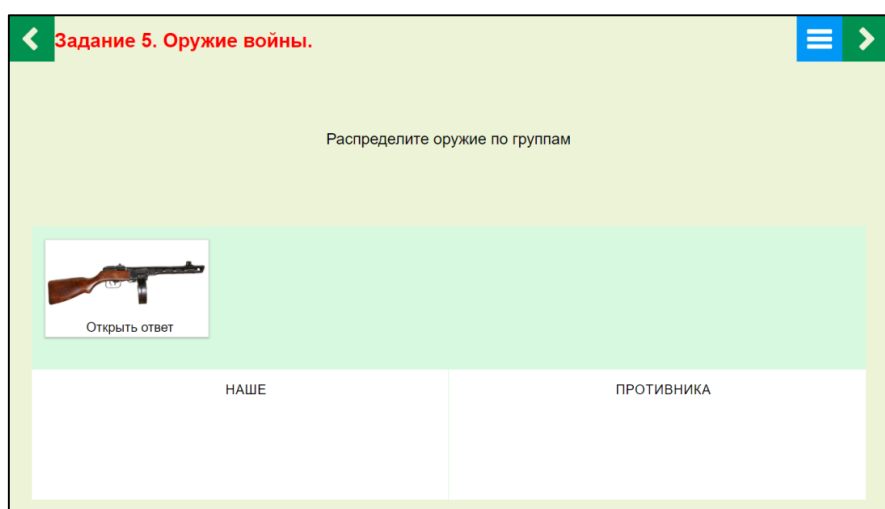 Задание 5. Оружие войны.
Распределите оружие по группам
Открыть ответ
НАШЕ
ПРОТИВНИКА